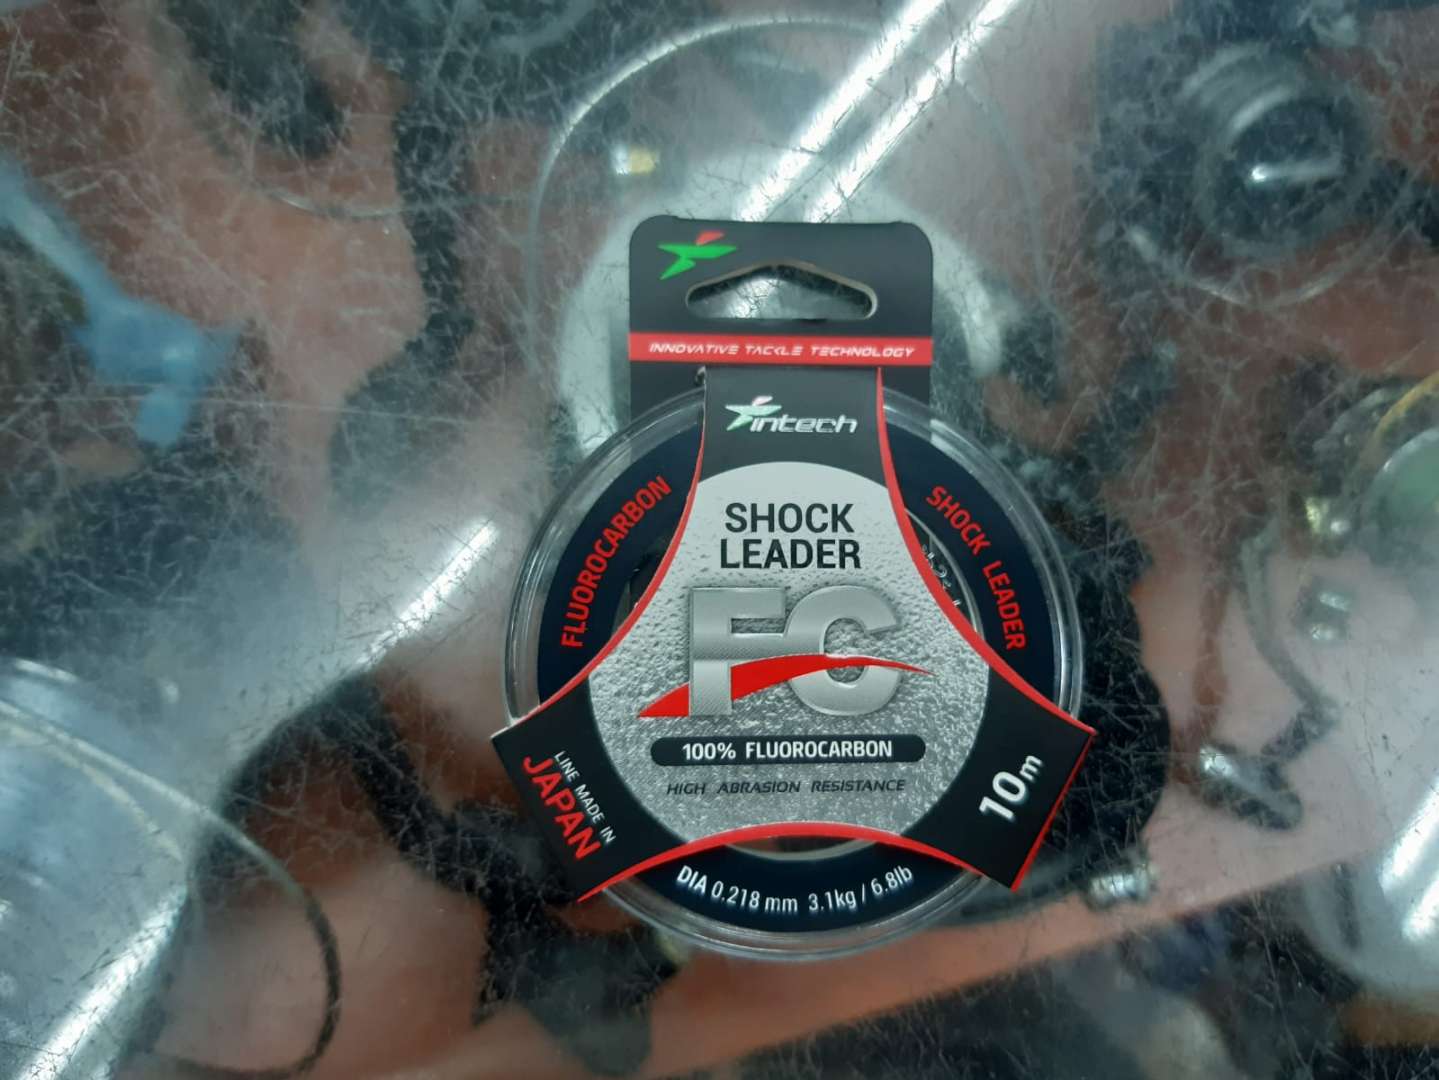 INNOVATIVE TACKLE TECHNOLOGY
intech
FLUOROCARBON
SHOCK LEADER
SHOCK
LEADER
FC
100% FLUOROCARBON
HIGH ABRASION RESISTANCE
LINE MADE IN
JAPAN
10m
DIA 0.218 mm 3.1kg / 6.8lb